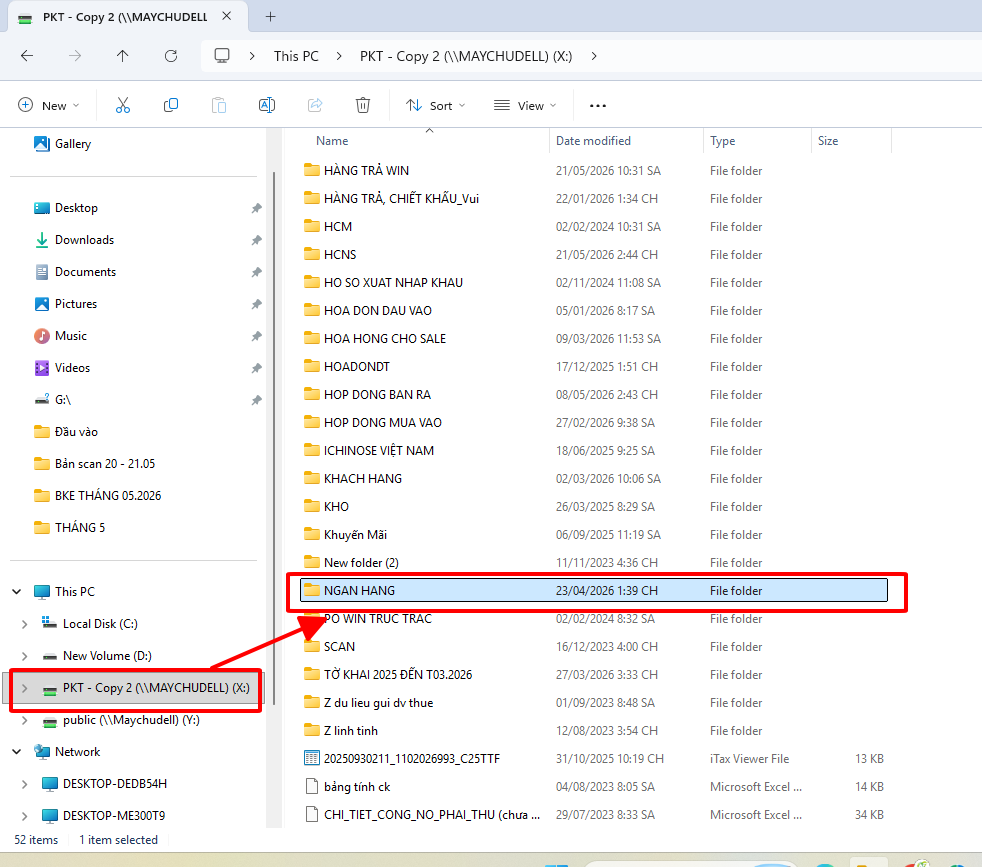 PKT - Copy 2 (\\MAYCHUDELL
This PC
PKT - Copy 2 (\\MAYCHUDELL) (X:)
New
Sort
View
Gallery
Desktop
Downloads
Documents
Pictures
Music
Videos
G:\
Đầu vào
Bản scan 20 - 21.05
BKE THÁNG 05.2026
THÁNG 5
This PC
Local Disk (C:)
New Volume (D:)
PKT - Copy 2 (\\MAYCHUDELL) (X:)
public (\\Maychudell) (Y:)
Network
DESKTOP-DEDB54H
DESKTOP-ME300T9
Name Date modified Type Size
HÀNG TRẢ WIN 21/05/2026 10:31 SA File folder
HÀNG TRẢ, CHIẾT KHẤU_Vui 22/01/2026 1:34 CH File folder
HCM 02/02/2024 10:31 SA File folder
HCNS 21/05/2026 2:44 CH File folder
HO SO XUAT NHAP KHAU 02/11/2024 11:08 SA File folder
HOA DON DAU VAO 05/01/2026 8:17 SA File folder
HOA HONG CHO SALE 09/03/2026 11:53 SA File folder
HOADONDT 17/12/2025 1:51 CH File folder
HOP DONG BAN RA 08/05/2026 2:43 CH File folder
HOP DONG MUA VAO 27/02/2026 9:38 SA File folder
ICHINOSE VIỆT NAM 18/06/2025 9:25 SA File folder
KHACH HANG 02/03/2026 10:06 SA File folder
KHO 26/03/2025 8:29 SA File folder
Khuyến Mãi 06/09/2025 11:19 SA File folder
New folder (2) 11/11/2023 4:36 CH File folder
NGAN HANG 23/04/2026 1:39 CH File folder
PO WIN TRUC TRAC 02/02/2024 8:32 SA File folder
SCAN 16/12/2023 4:00 CH File folder
TỜ KHAI 2025 ĐẾN T03.2026 27/03/2026 3:33 CH File folder
Z du lieu gui dv thue 01/09/2023 8:48 SA File folder
Z linh tinh 12/08/2023 3:54 CH File folder
20250930211_1102026993_C25TTF 31/10/2025 10:19 CH iTax Viewer File 13 KB
bảng tính ck 04/08/2023 8:05 SA Microsoft Excel ... 14 KB
CHI_TIET_CONG_NO_PHAI_THU (chưa ... 29/07/2023 8:33 SA Microsoft Excel ... 34 KB
52 items 1 item selected